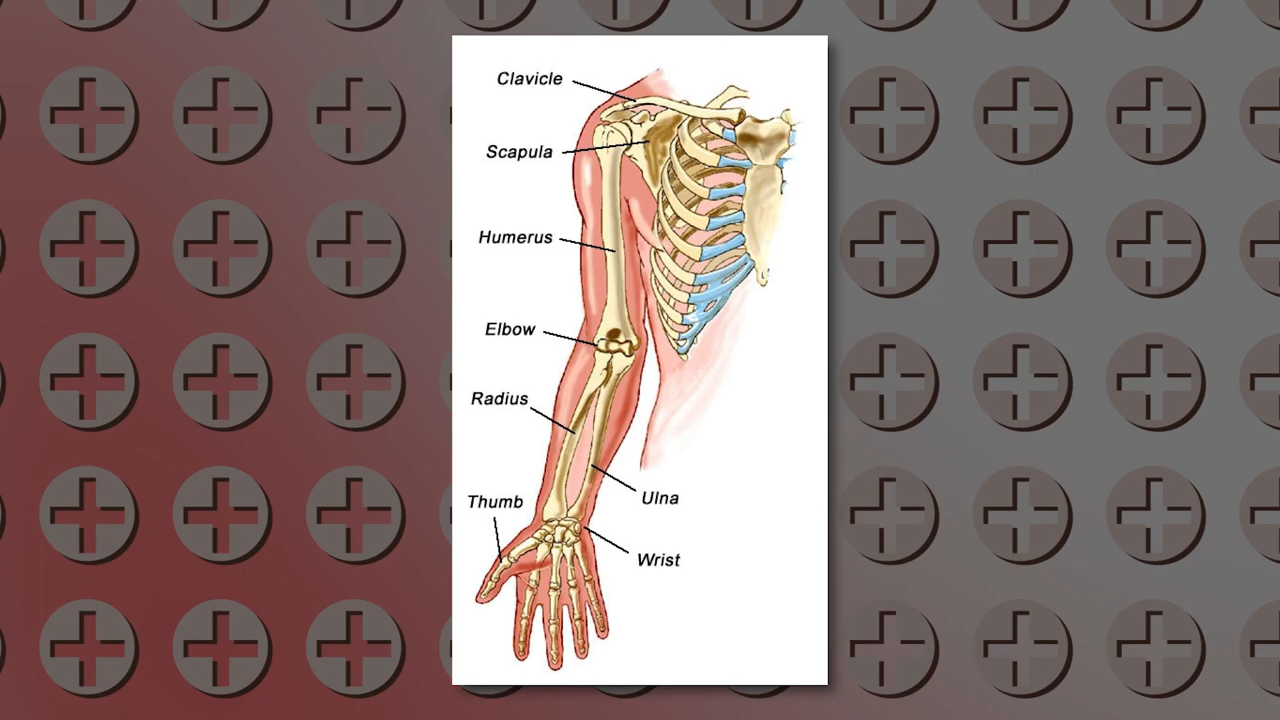 Clavicle
Scapula
Humerus
Elbow
Radius
Ulna
Thumb
Wrist